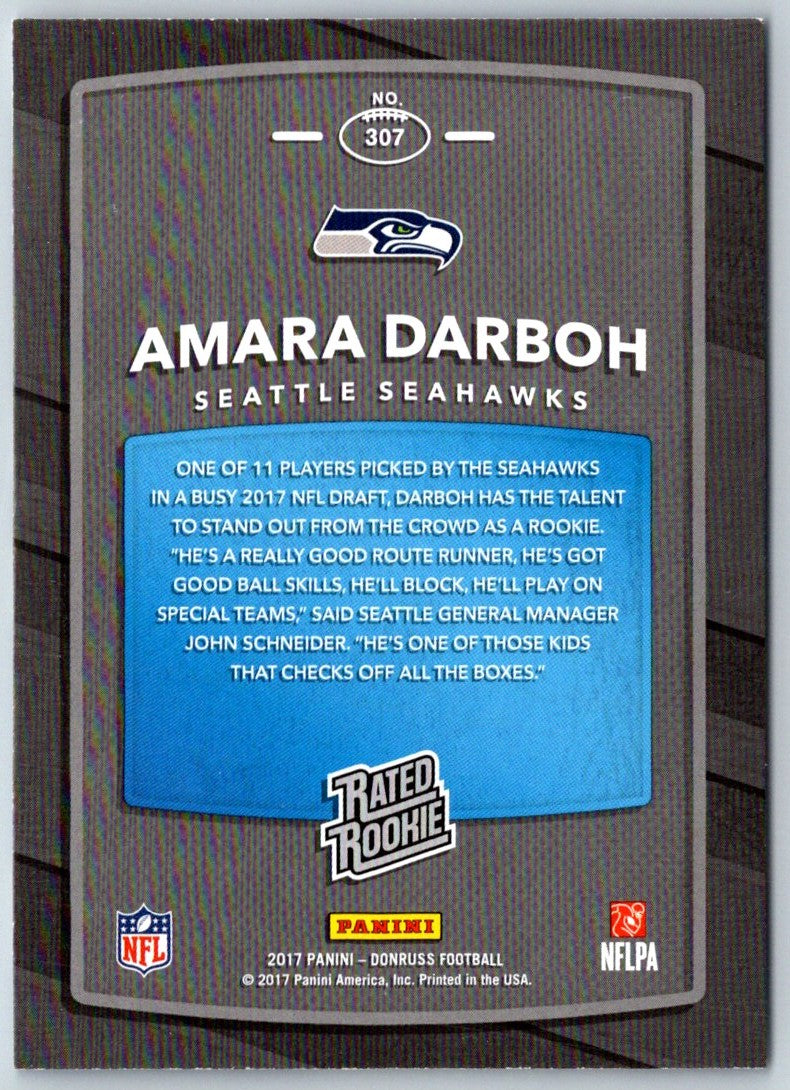 NO.
307
AMARA DARBOH
SEATTLE SEAHAWKS
ONE OF 11 PLAYERS PICKED BY THE SEAHAWKS
IN A BUSY 2017 NFL DRAFT, DARBOH HAS THE TALENT
TO STAND OUT FROM THE CROWD AS A ROOKIE.
"HE'S A REALLY GOOD ROUTE RUNNER, HE'S GOT
GOOD BALL SKILLS, HE'LL BLOCK, HE'LL PLAY ON
SPECIAL TEAMS," SAID SEATTLE GENERAL MANAGER
JOHN SCHNEIDER. "HE'S ONE OF THOSE KIDS
THAT CHECKS OFF ALL THE BOXES."
RATED
ROOKIE
NFL
PANINI
NFLPA
2017 PANINI – DONRUSS FOOTBALL
© 2017 Panini America, Inc. Printed in the USA.